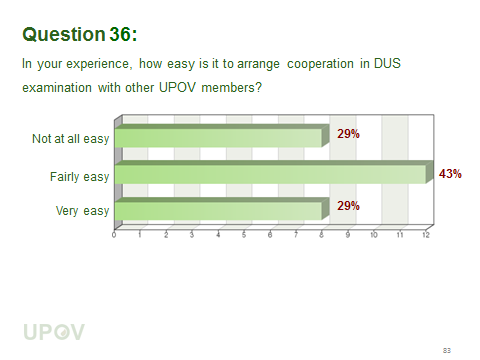 Question 36:
In your experience, how easy is it to arrange cooperation in DUS
examination with other UPOV members?
Not at all easy 29%
Fairly easy 43%
Very easy 29%
0 1 2 3 4 5 6 7 8 9 10 11 12
UPOV
83